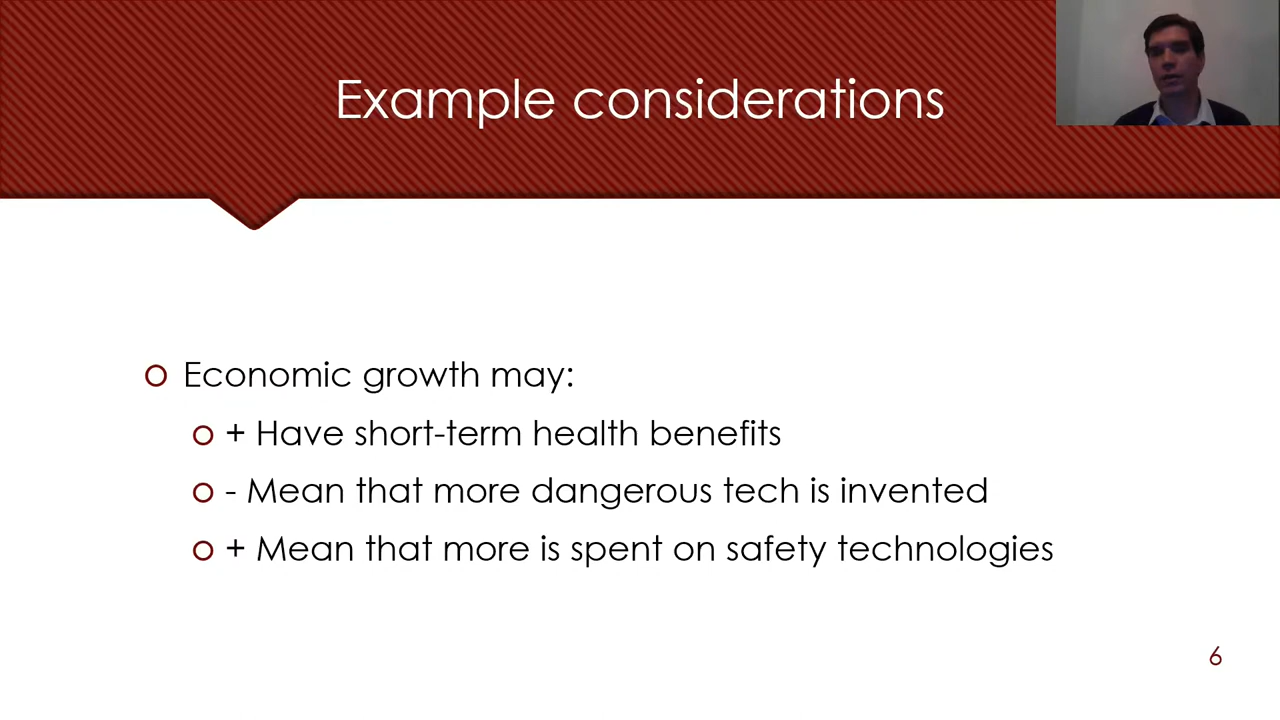 Example considerations
Economic growth may:
+ Have short-term health benefits
- Mean that more dangerous tech is invented
+ Mean that more is spent on safety technologies
6